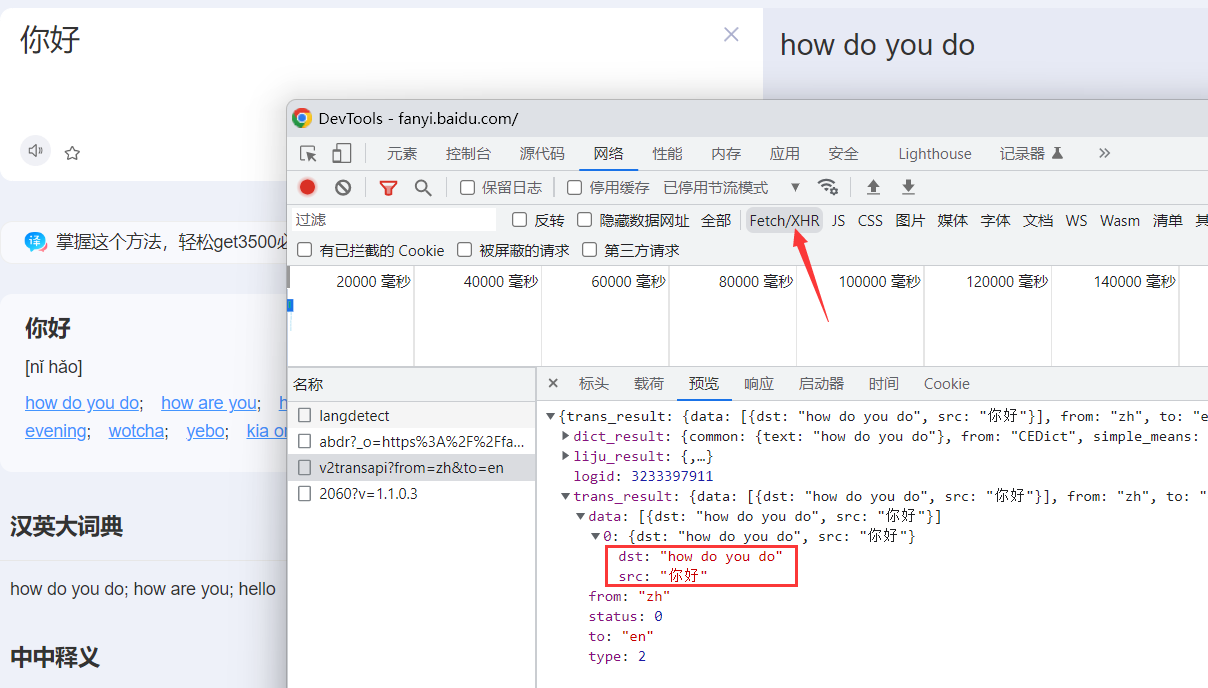 你好
how do you do
DevTools - fanyi.baidu.com/
元素 控制台 源代码 网络 性能 内存 应用 安全 Lighthouse 记录器
保留日志 停用缓存 已停用节流模式
过滤 反转 隐藏数据网址 全部 Fetch/XHR JS CSS 图片 媒体 字体 文档 WS Wasm 清单
有已拦截的 Cookie 被屏蔽的请求 第三方请求
20000 毫秒 40000 毫秒 60000 毫秒 80000 毫秒 100000 毫秒 120000 毫秒 140000 毫秒
译 掌握这个方法，轻松get3500
你好
[nǐ hǎo]
how do you do; how are you;
evening; wotcha; yebo; kia
汉英大词典
how do you do; how are you; hello
中中释义
名称
langdetect
abdr?_o=https%3A%2F%2Ffa...
v2transapi?from=zh&to=en
2060?v=1.1.0.3
× 标头 载荷 预览 响应 启动器 时间 Cookie
▼{trans_result: {data: [{dst: "how do you do", src: "你好"}], from: "zh", to: "e
▶dict_result: {common: {text: "how do you do"}, from: "CEDict", simple_means:
▶liju_result: {,…}
logid: 3233397911
▼trans_result: {data: [{dst: "how do you do", src: "你好"}], from: "zh", to: "
▼data: [{dst: "how do you do", src: "你好"}]
▼0: {dst: "how do you do", src: "你好"}
dst: "how do you do"
src: "你好"
from: "zh"
status: 0
to: "en"
type: 2